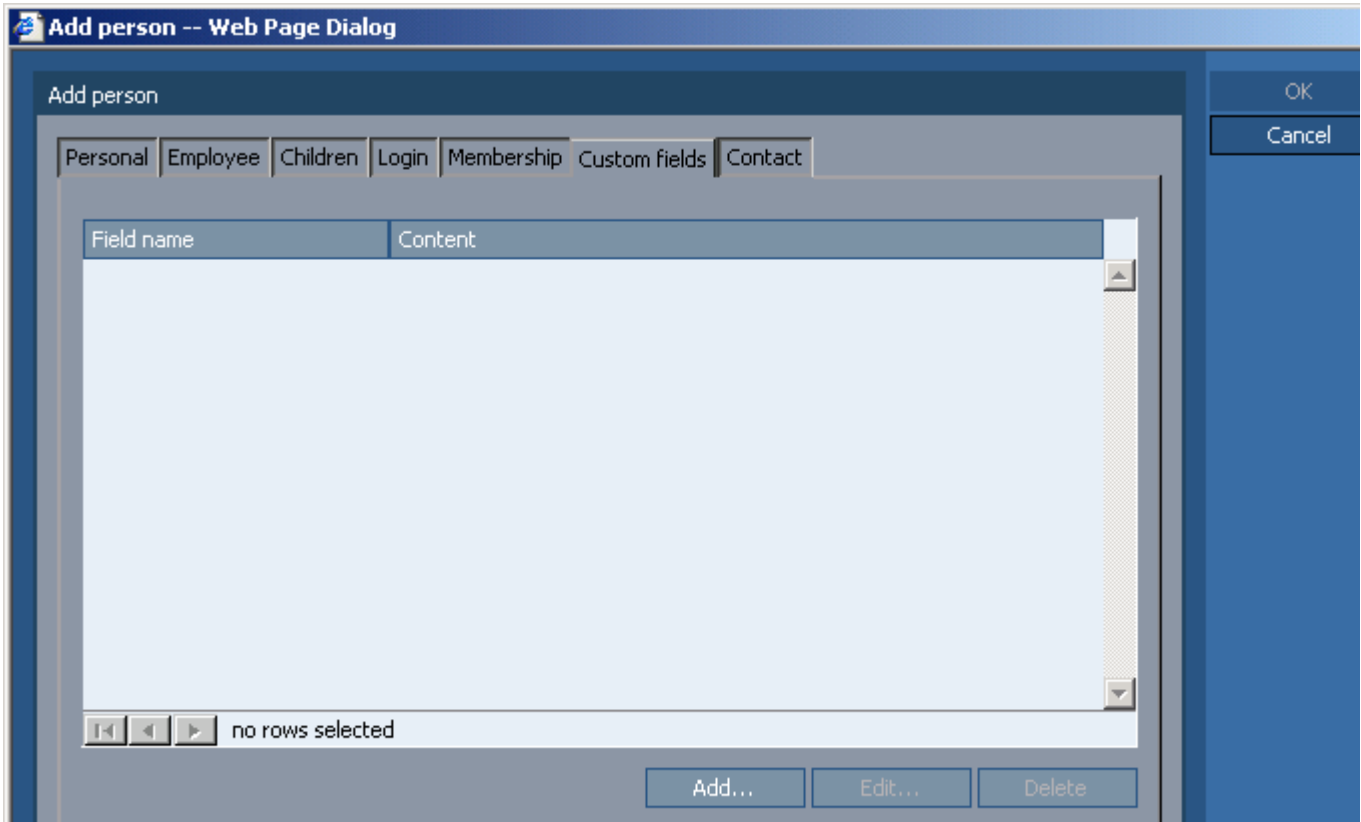 Add person -- Web Page Dialog
Add person
OK
Cancel
Personal Employee Children Login Membership Custom fields Contact
Field name Content
no rows selected
Add... Edit... Delete